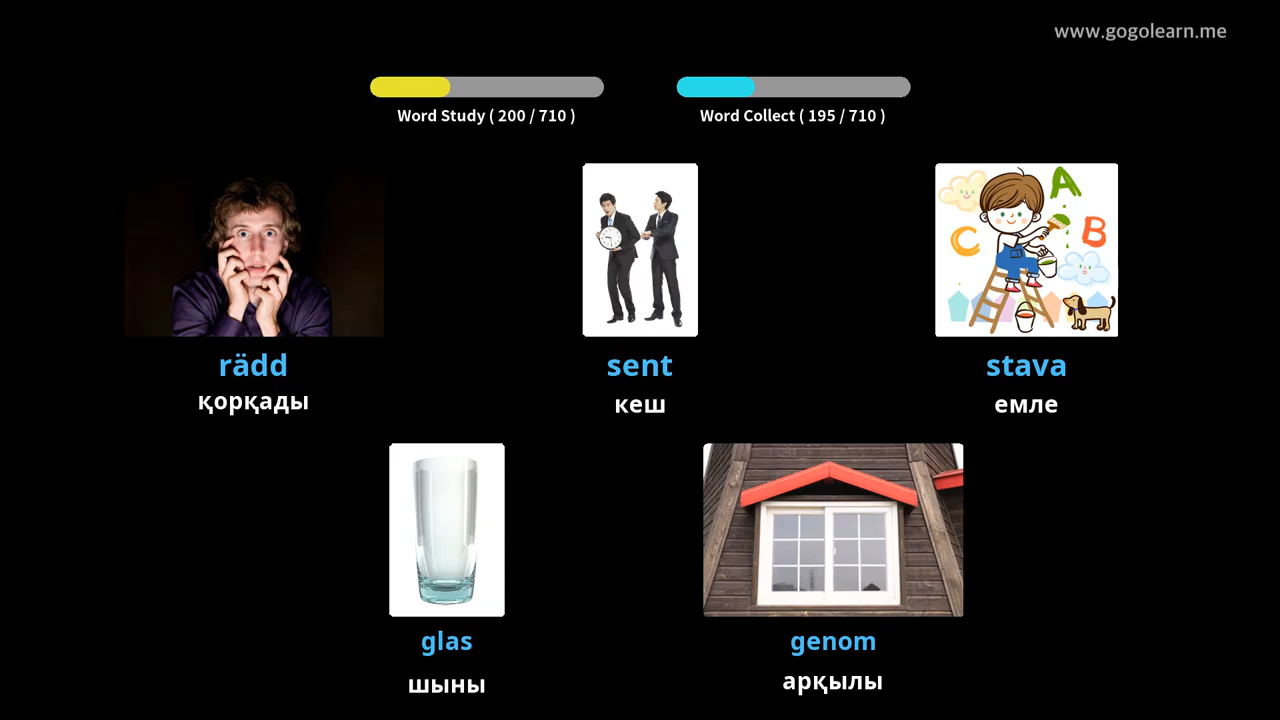 www.gogolearn.me
Word Study ( 200 / 710 )
Word Collect ( 195 / 710 )
rädd
қорқады
sent
кеш
stava
емле
glas
шыны
genom
арқылы
A
B
C